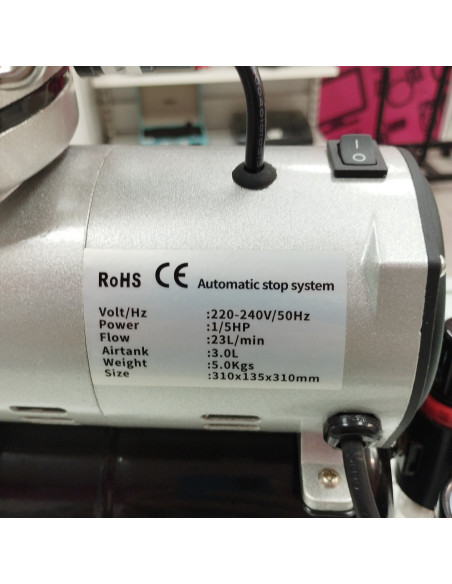 RoHS CE Automatic stop system
Volt/Hz :220-240V/50Hz
Power :1/5HP
Flow :23L/min
Airtank :3.0L
Weight :5.0Kgs
Size :310x135x310mm